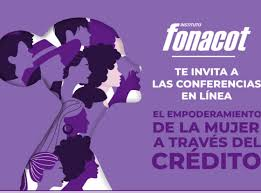 INSTITUTO
fonacot
TE INVITA A
LAS CONFERENCIAS
EN LÍNEA
EL EMPODERAMIENTO
DE LA MUJER
A TRAVÉS DEL
CRÉDITO